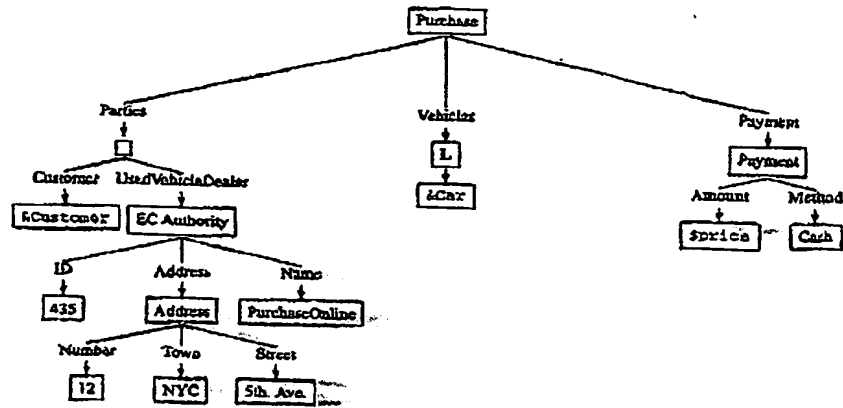 Purchase
Parties Vehicles Payment
L Payment
Customer UsedVehicleDealer
&Customer EC Authority &Car Amount Method
$price Cash
ID Address Name
435 Address PurchaseOnline
Number Town Street
12 NYC 5th. Ave.